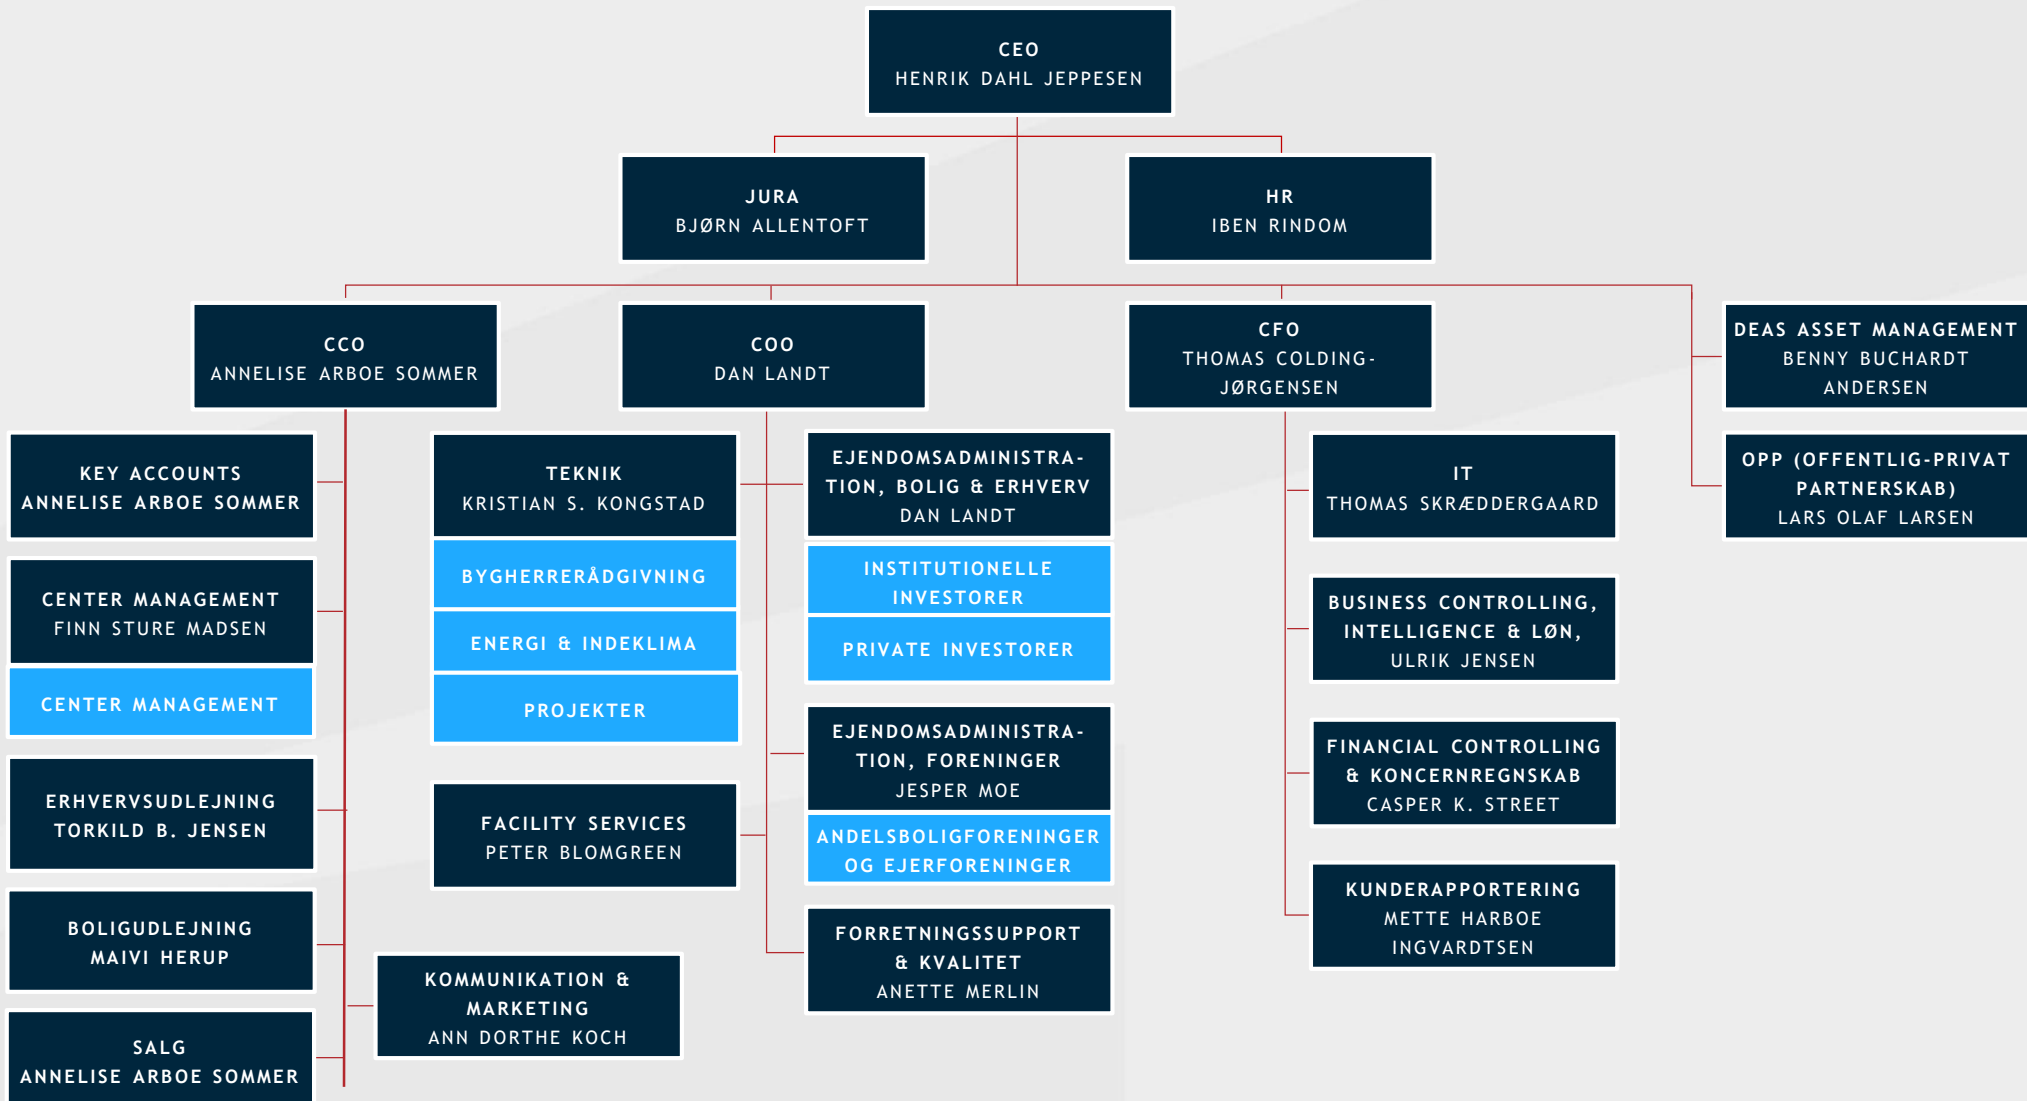 CEO
HENRIK DAHL JEPPESEN
JURA
BJØRN ALLENTOFT
HR
IBEN RINDOM
CCO
ANNELISE ARBOE SOMMER
COO
DAN LANDT
CFO
THOMAS COLDING-
JØRGENSEN
DEAS ASSET MANAGEMENT
BENNY BUCHARDT
ANDERSEN
OPP (OFFENTLIG-PRIVAT
PARTNERSKAB)
LARS OLAF LARSEN
KEY ACCOUNTS
ANNELISE ARBOE SOMMER
CENTER MANAGEMENT
FINN STURE MADSEN
CENTER MANAGEMENT
ERHVERVSUDLEJNING
TORKILD B. JENSEN
BOLIGUDLEJNING
MAIVI HERUP
SALG
ANNELISE ARBOE SOMMER
KOMMUNIKATION &
MARKETING
ANN DORTHE KOCH
TEKNIK
KRISTIAN S. KONGSTAD
BYGHERRERÅDGIVNING
ENERGI & INDEKLIMA
PROJEKTER
FACILITY SERVICES
PETER BLOMGREEN
EJENDOMSADMINISTRA-
TION, BOLIG & ERHVERV
DAN LANDT
INSTITUTIONELLE
INVESTORER
PRIVATE INVESTORER
EJENDOMSADMINISTRA-
TION, FORENINGER
JESPER MOE
ANDELSBOLIGFORENINGER
OG EJERFORENINGER
FORRETNINGSSUPPORT
& KVALITET
ANETTE MERLIN
IT
THOMAS SKRÆDDERGAARD
BUSINESS CONTROLLING,
INTELLIGENCE & LØN,
ULRIK JENSEN
FINANCIAL CONTROLLING
& KONCERNREGNSKAB
CASPER K. STREET
KUNDERAPPORTERING
METTE HARBOE
INGVARDTSEN